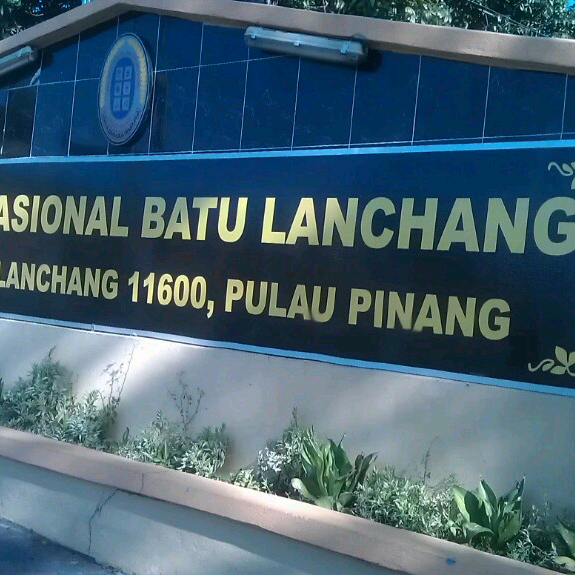 ASIONAL BATU LANCHANG
LANCHANG 11600, PULAU PINANG